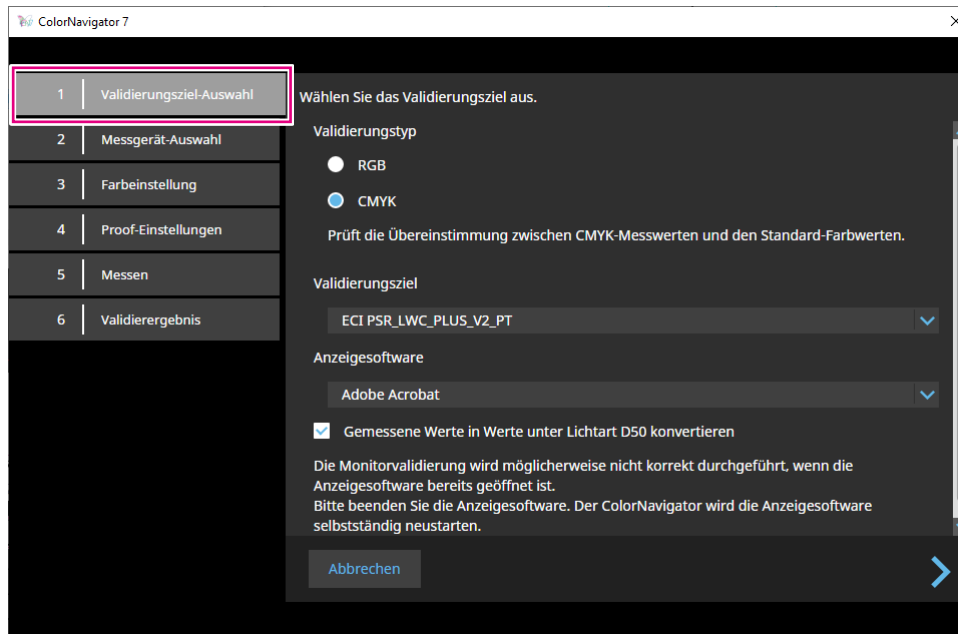 ColorNavigator 7
1 Validierungsziel-Auswahl
2 Messgerät-Auswahl
3 Farbeinstellung
4 Proof-Einstellungen
5 Messen
6 Validierergebnis
Wählen Sie das Validierungsziel aus.
Validierungstyp
RGB
CMYK
Prüft die Übereinstimmung zwischen CMYK-Messwerten und den Standard-Farbwerten.
Validierungsziel
ECI PSR_LWC_PLUS_V2_PT
Anzeigesoftware
Adobe Acrobat
Gemessene Werte in Werte unter Lichtart D50 konvertieren
Die Monitorvalidierung wird möglicherweise nicht korrekt durchgeführt, wenn die
Anzeigesoftware bereits geöffnet ist.
Bitte beenden Sie die Anzeigesoftware. Der ColorNavigator wird die Anzeigesoftware
selbstständig neustarten.
Abbrechen